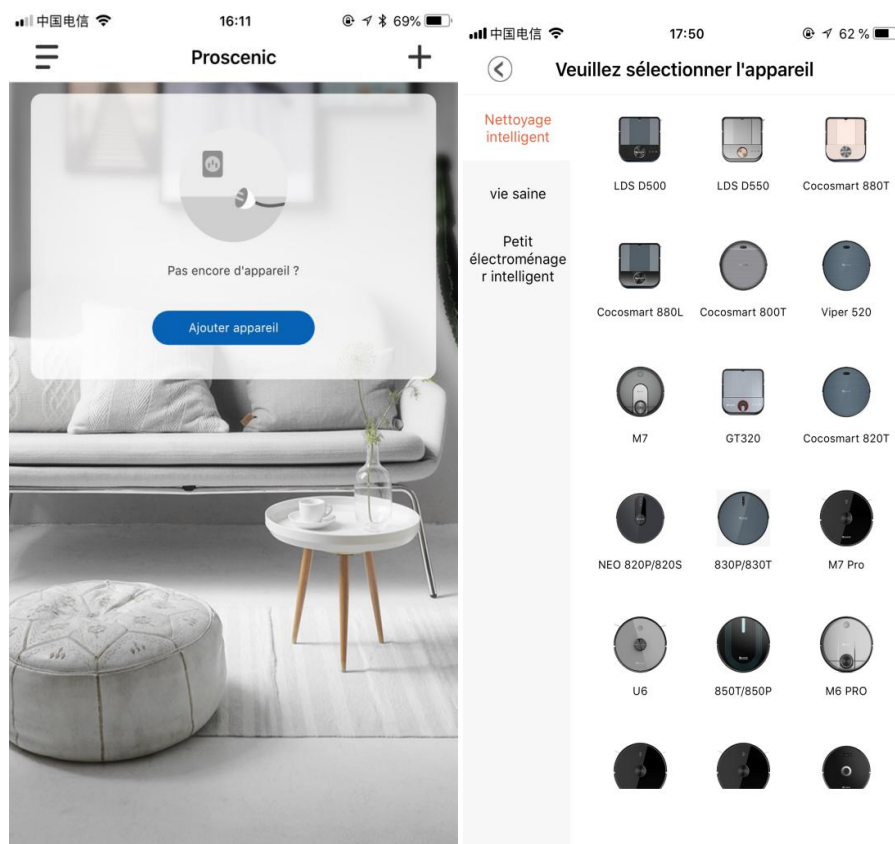 中国电信 16:11 69%
Proscenic
Pas encore d'appareil ?
Ajouter appareil
中国电信 17:50 62 %
Veuillez sélectionner l'appareil
Nettoyage
intelligent
vie saine
Petit
électroménage
r intelligent
LDS D500 LDS D550 Cocosmart 880T
Cocosmart 880L Cocosmart 800T Viper 520
M7 GT320 Cocosmart 820T
NEO 820P/820S 830P/830T M7 Pro
U6 850T/850P M6 PRO